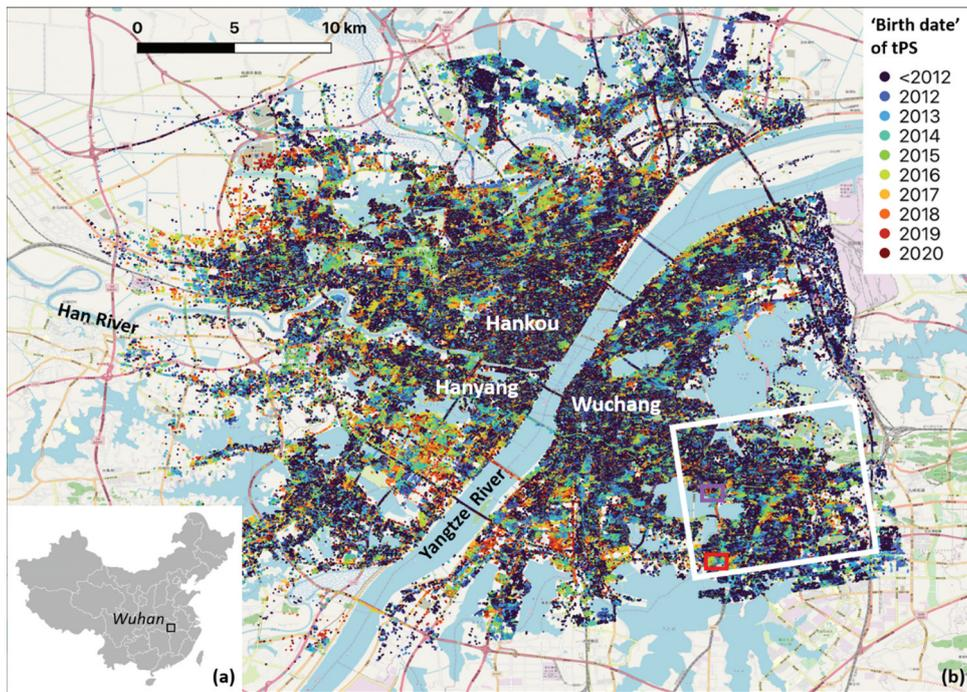 0 5 10 km
'Birth date'
of tPS
<2012
2012
2013
2014
2015
2016
2017
2018
2019
2020
Han River
Hankou
Hanyang
Wuchang
Yangtze River
Wuhan
(a)
(b)